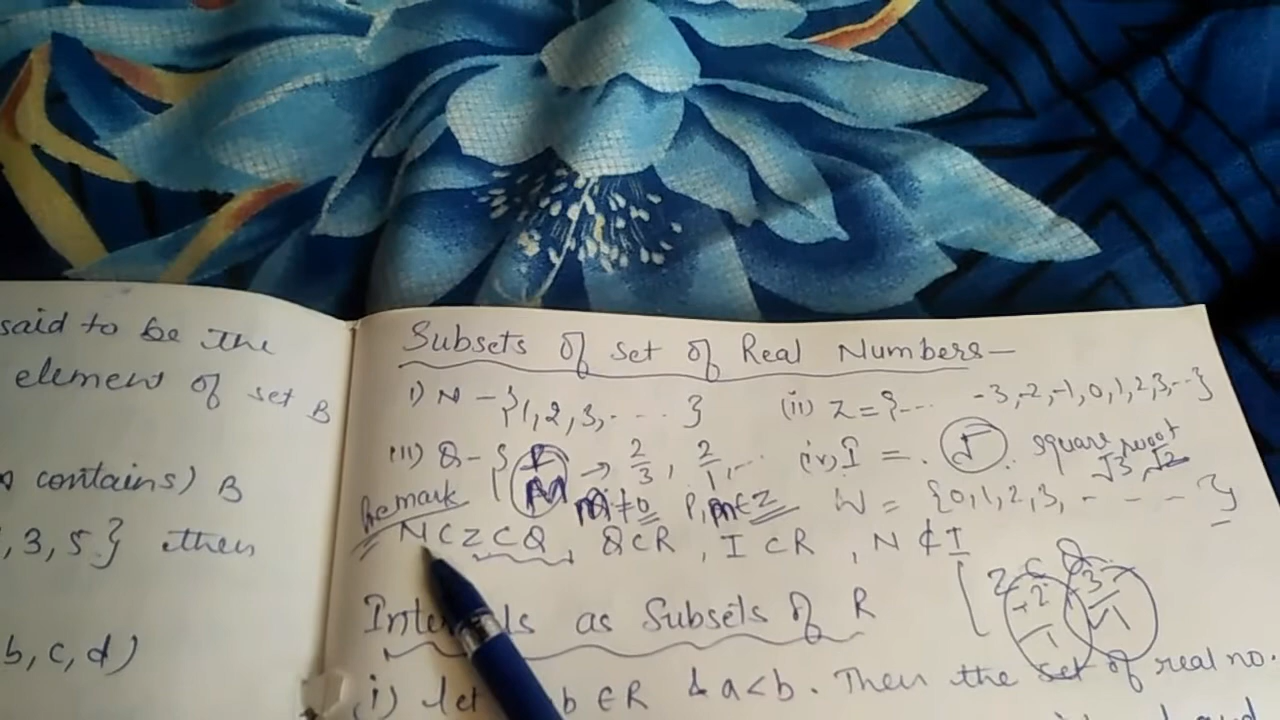 said to be the
element of set B
contains) B
, 3, 5} then
b, c, d)
Subsets of set of Real Numbers—
i) N - {1, 2, 3, .... } (ii) Z = {... -3, -2, -1, 0, 1, 2, 3, ...}
(iii) Q - { P/M → 2/3, 2/1, .. (iv) I = . √ . square root √3 √2
Remark M≠0 P, m∈Z W = {0, 1, 2, 3, - - - - }
N⊂Z⊂Q, Q⊂R, I⊂R, N⊄I
Z ⊂ Q
-2/1 3/1
Intervals as Subsets of R
(i) let b ∈R & a<b. Then the set of real no.